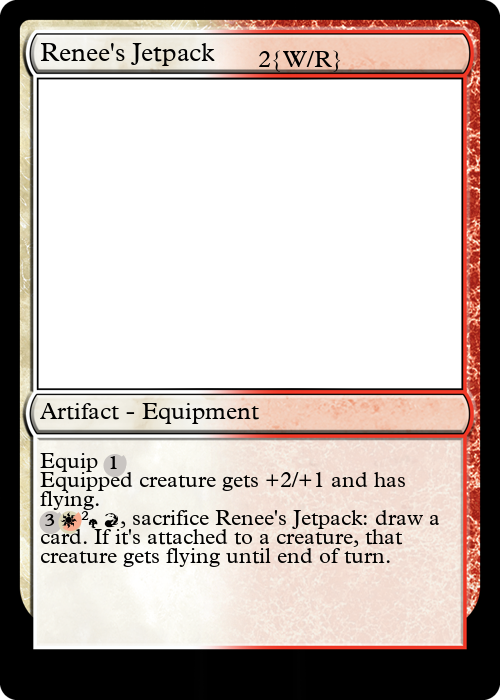 Renee's Jetpack 2{W/R}
Artifact - Equipment
Equip 1
Equipped creature gets +2/+1 and has
flying.
3 2, sacrifice Renee's Jetpack: draw a
card. If it's attached to a creature, that
creature gets flying until end of turn.